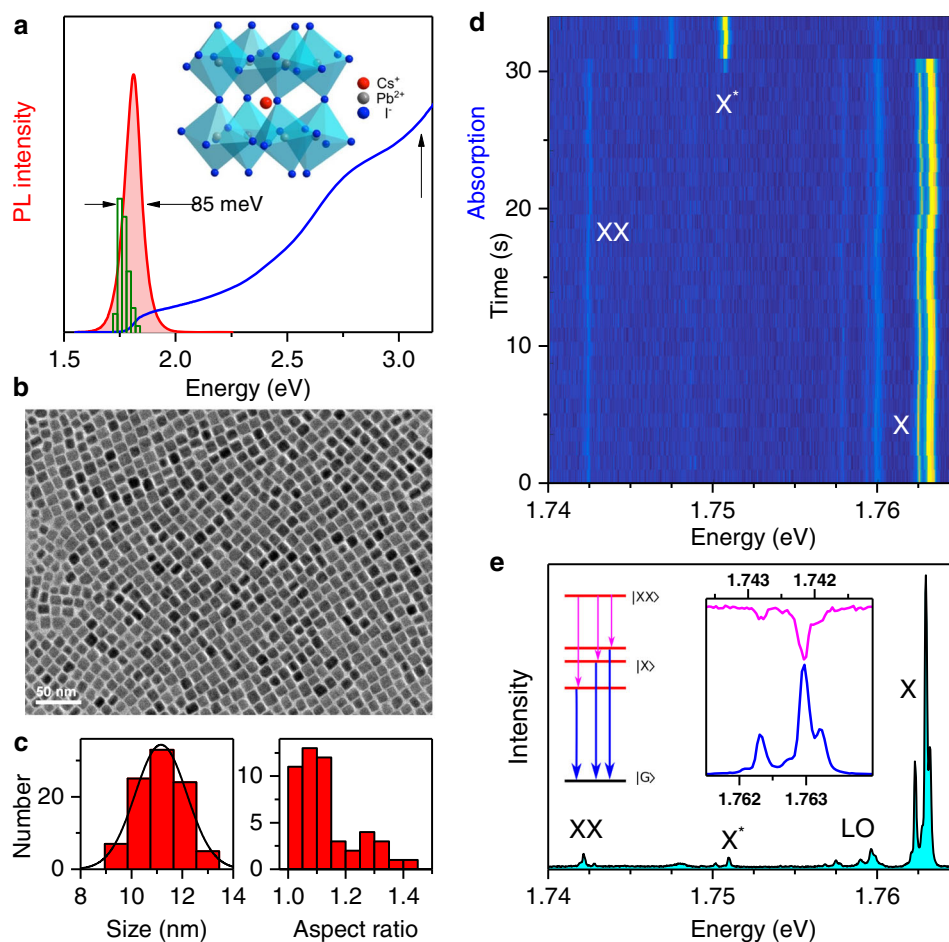 a
PL intensity
Cs⁺
Pb²⁺
I⁻
85 meV
1.5 2.0 2.5 3.0
Energy (eV)
Absorption
b
50 nm
c
Number
0 20
8 10 12 14
Size (nm)
0 5 10
1.0 1.2 1.4
Aspect ratio
d
Time (s)
30
20
10
0
X*
XX
X
1.74 1.75 1.76
Energy (eV)
e
Intensity
|XX⟩
|X⟩
|G⟩
1.743 1.742
1.762 1.763
XX
X*
LO
X
1.74 1.75 1.76
Energy (eV)